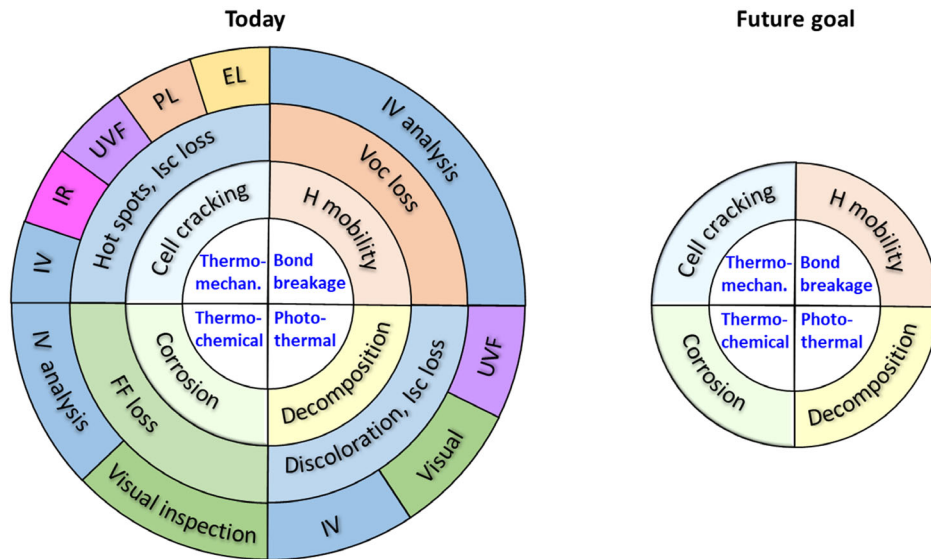 Today
Future goal
EL
PL
UVF
IR
IV
IV analysis
Hot spots, Isc loss
Voc loss
Cell cracking
H mobility
Thermo-
mechan.
Bond
breakage
Thermo-
chemical
Photo-
thermal
Corrosion
Decomposition
FF loss
Discoloration, Isc loss
IV analysis
Visual inspection
IV
Visual
UVF
Cell cracking
H mobility
Thermo-
mechan.
Bond
breakage
Thermo-
chemical
Photo-
thermal
Corrosion
Decomposition